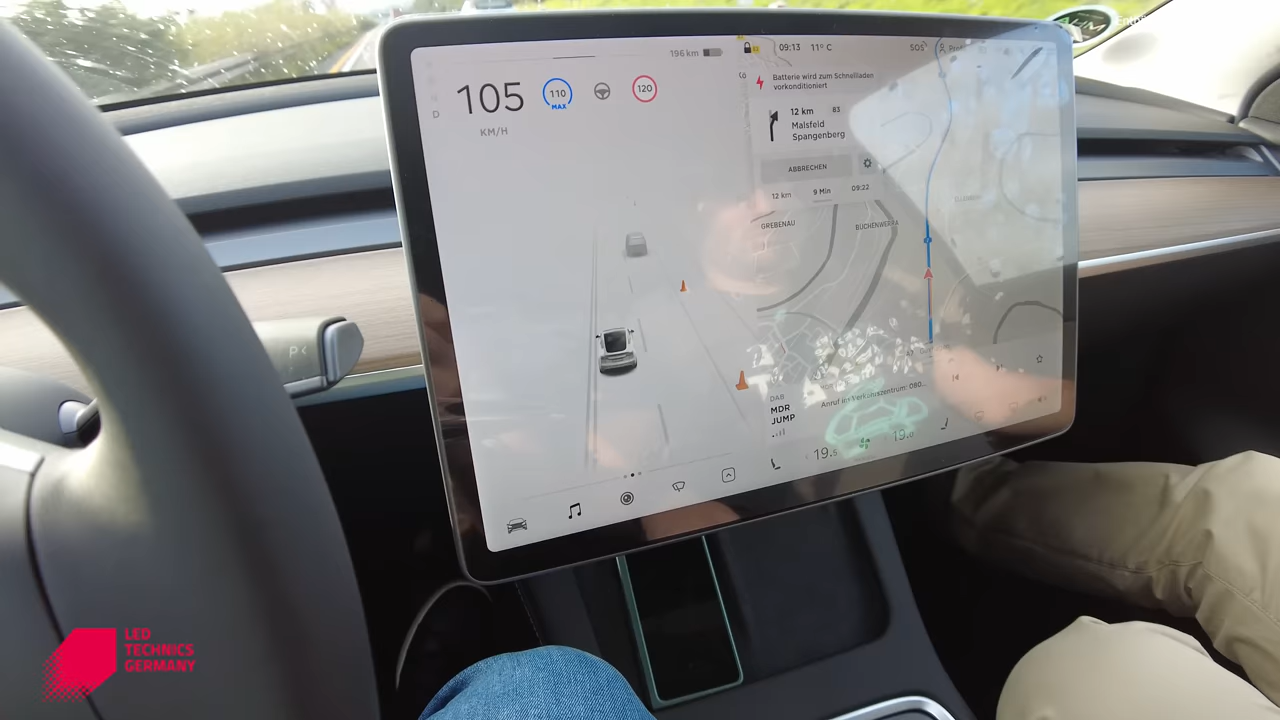 196 km
09:13
11° C
SOS
105
110
MAX
120
D
KM/H
Batterie wird zum Schnellladen
vorkonditioniert
12 km
83
Malsfeld
Spangenberg
ABBRECHEN
12 km
9 Min
09:22
GREBENAU
BÜCHENWERRA
DAB
MDR
JUMP
19.5
19.0
P<
LED
TECHNICS
GERMANY